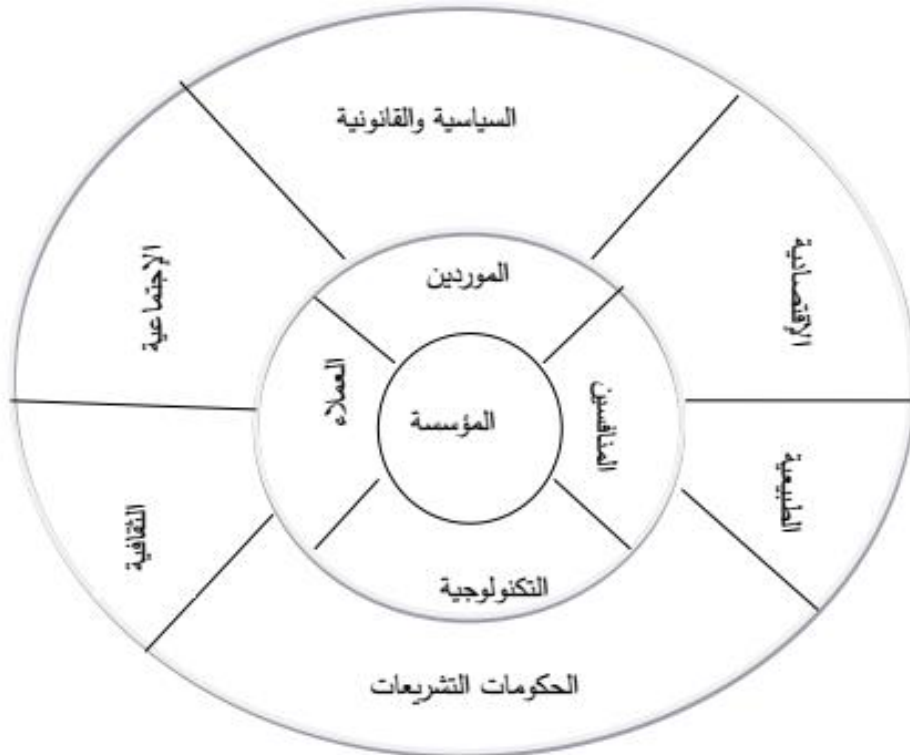 السياسية والقانونية
الإقتصادية
الإجتماعية
الموردين
العملاء
المؤسسة
المنافسين
الطبيعية
الثقافية
التكنولوجية
الحكومات التشريعات